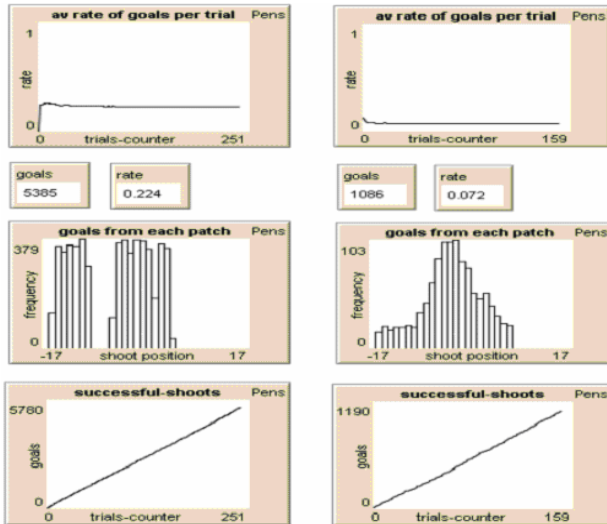 av rate of goals per trial Pens
1
rate
0
0 trials-counter 251
goals
5385
rate
0.224
goals from each patch Pens
379
frequency
0
-17 shoot position 17
successful-shoots Pens
5780
goals
0
0 trials-counter 251
av rate of goals per trial Pens
1
rate
0
0 trials-counter 159
goals
1086
rate
0.072
goals from each patch Pens
103
frequency
0
-17 shoot position 17
successful-shoots Pens
1190
goals
0
0 trials-counter 159